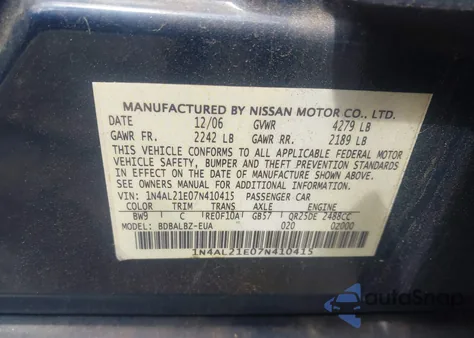 MANUFACTURED BY NISSAN MOTOR CO., LTD.
DATE 12/06 GVWR 4279 LB
GAWR FR. 2242 LB GAWR RR. 2189 LB
THIS VEHICLE CONFORMS TO ALL APPLICABLE FEDERAL MOTOR
VEHICLE SAFETY, BUMPER AND THEFT PREVENTION STANDARDS
IN EFFECT ON THE DATE OF MANUFACTURE SHOWN ABOVE.
SEE OWNERS MANUAL FOR ADDITIONAL INFORMATION.
VIN: 1N4AL21E07N410415 PASSENGER CAR
COLOR TRIM TRANS AXLE ENGINE
BW9 C RE0F10A GB57 QR25DE 2488CC
MODEL: BDBALBZ-EUA 020 0Z000
1N4AL21E07N410415
AutoSnap